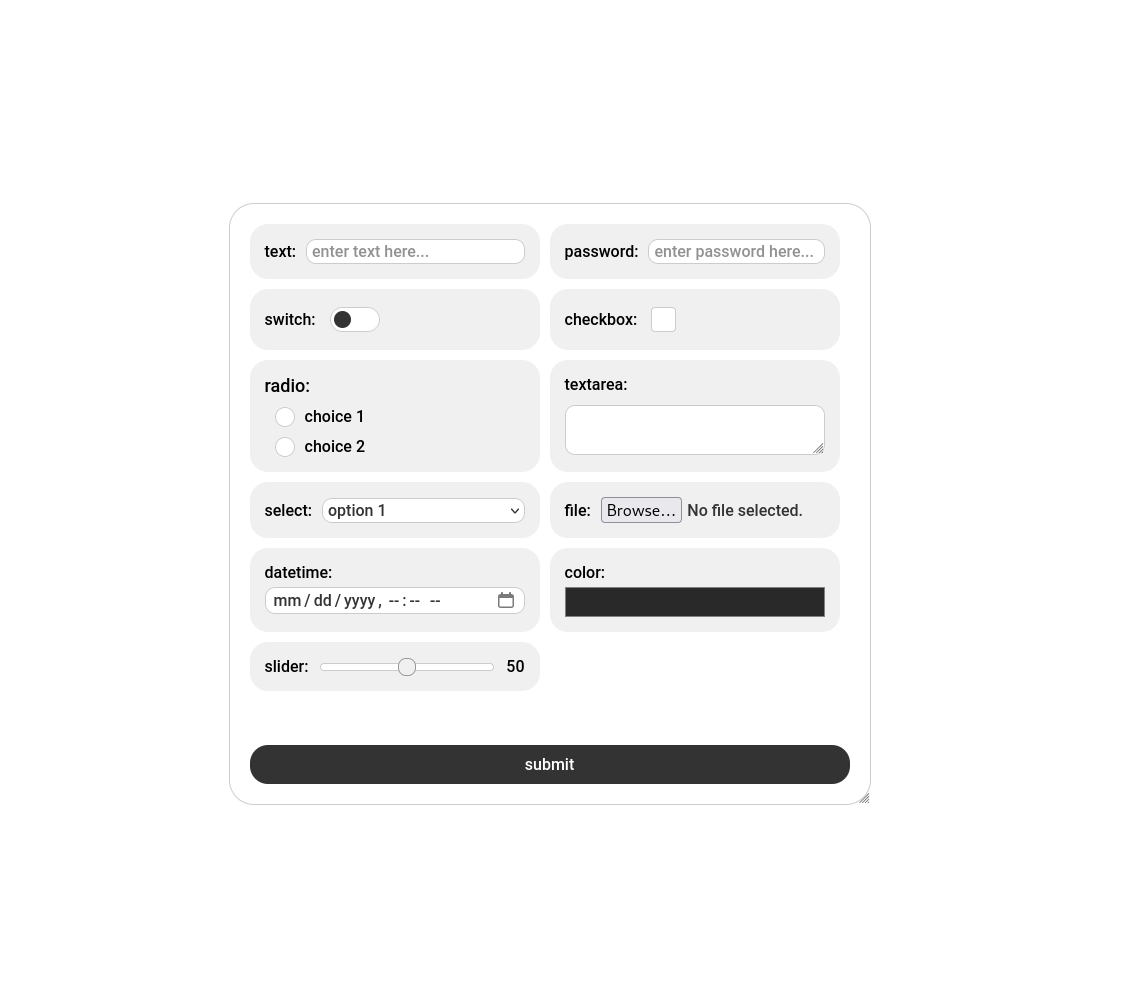 text: enter text here...
password: enter password here...
switch:
checkbox:
radio:
choice 1
choice 2
textarea:
select: option 1
file: Browse... No file selected.
datetime:
mm/dd/yyyy, --:-- --
color:
slider: 50
submit